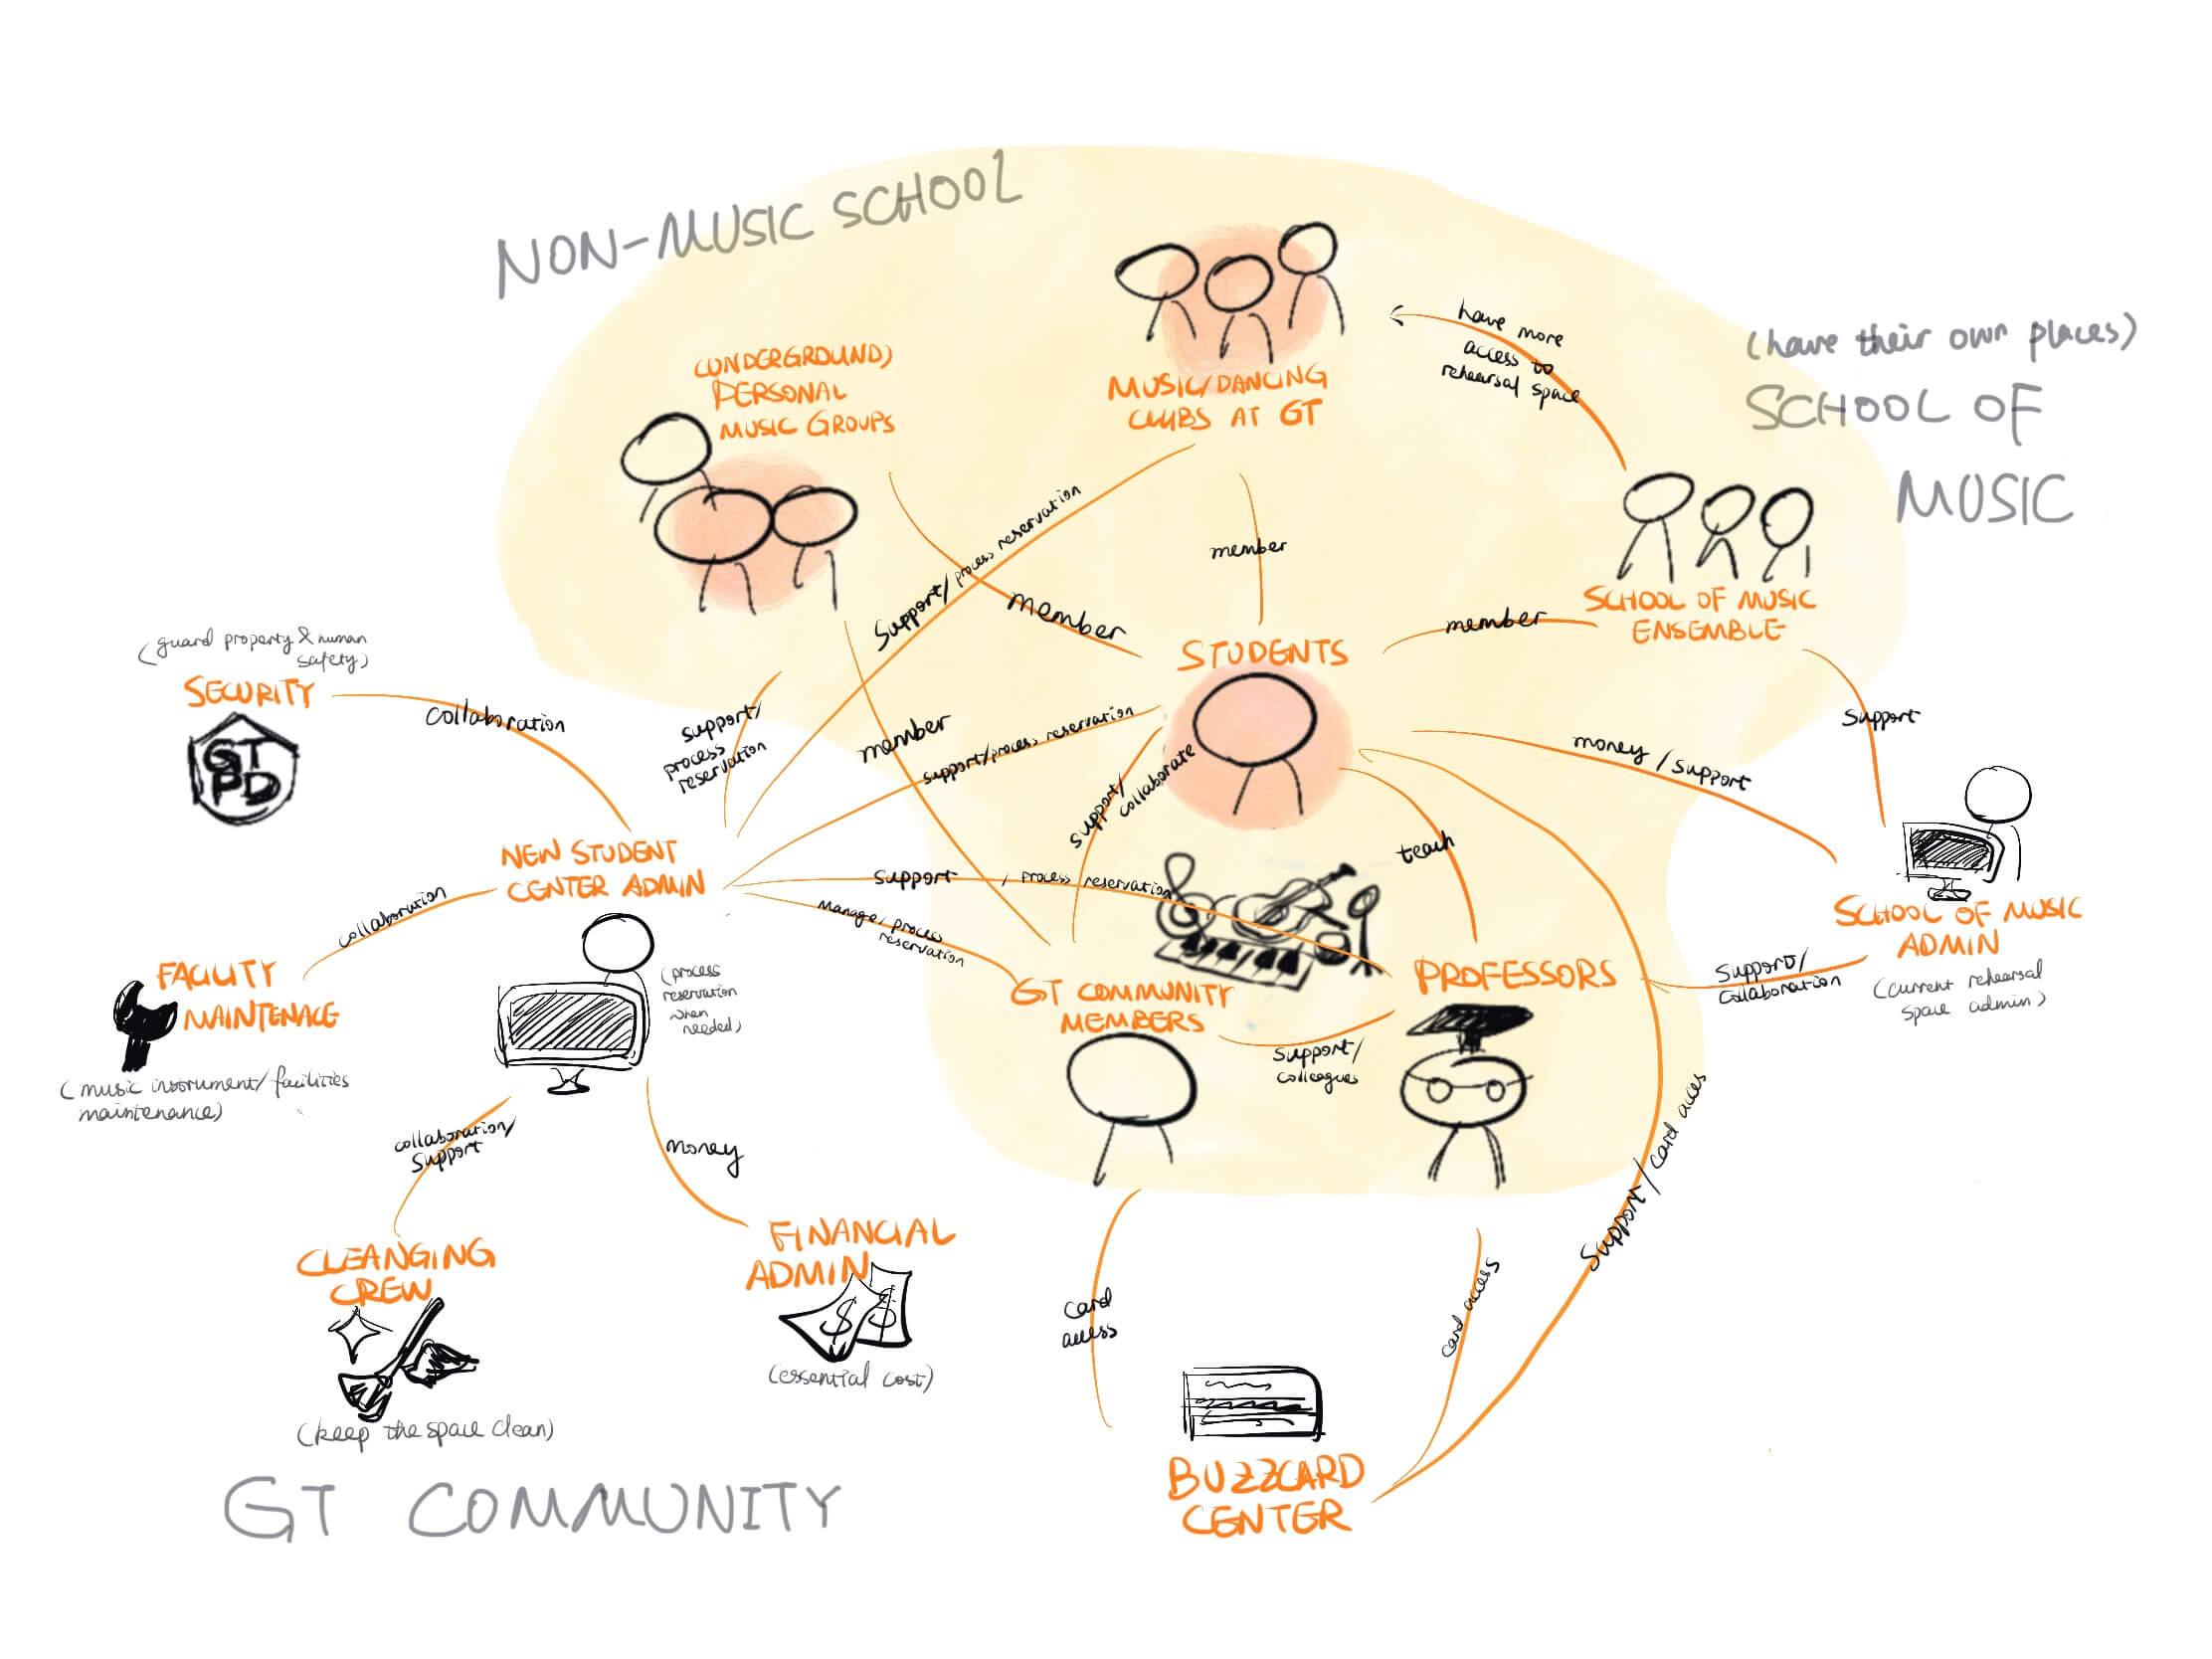 NON-MUSIC SCHOOL
(have their own places)
SCHOOL OF
MUSIC
(UNDERGROUND)
PERSONAL
MUSIC GROUPS
MUSIC/DANCING
CLUBS AT GT
have more
access to
rehearsal space
SCHOOL OF MUSIC
ENSEMBLE
support/process reservation
member
member
member
STUDENTS
(guard property & human
safety)
SECURITY
GT
PD
collaboration
support/
process
reservation
member
support/process reservation
support/
collaborate
money/support
support
teach
NEW STUDENT
CENTER ADMIN
support / process reservation
manage/process
reservation
collaboration
FACILITY
MAINTENACE
(music instrument/facilities
maintenance)
(process
reservation
when
needed)
GT COMMUNITY
MEMBERS
PROFESSORS
support/
colleagues
support/
collaboration
SCHOOL OF MUSIC
ADMIN
(current rehearsal
space admin)
collaboration/
support
money
CLEANGING
CREW
(keep the space clean)
FINANCIAL
ADMIN
$ $
(essential cost)
card
access
card access
support/card acces
BUZZCARD
CENTER
GT COMMUNITY